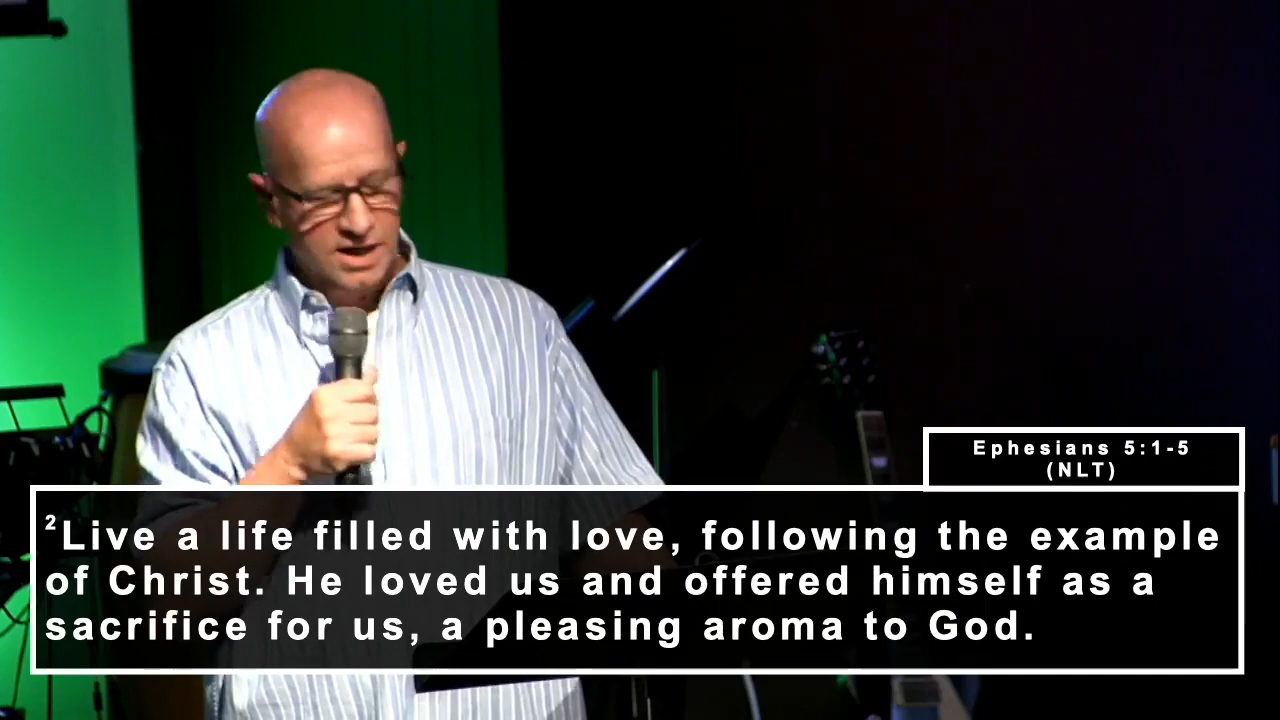 Ephesians 5:1-5
(NLT)
²Live a life filled with love, following the example
of Christ. He loved us and offered himself as a
sacrifice for us, a pleasing aroma to God.